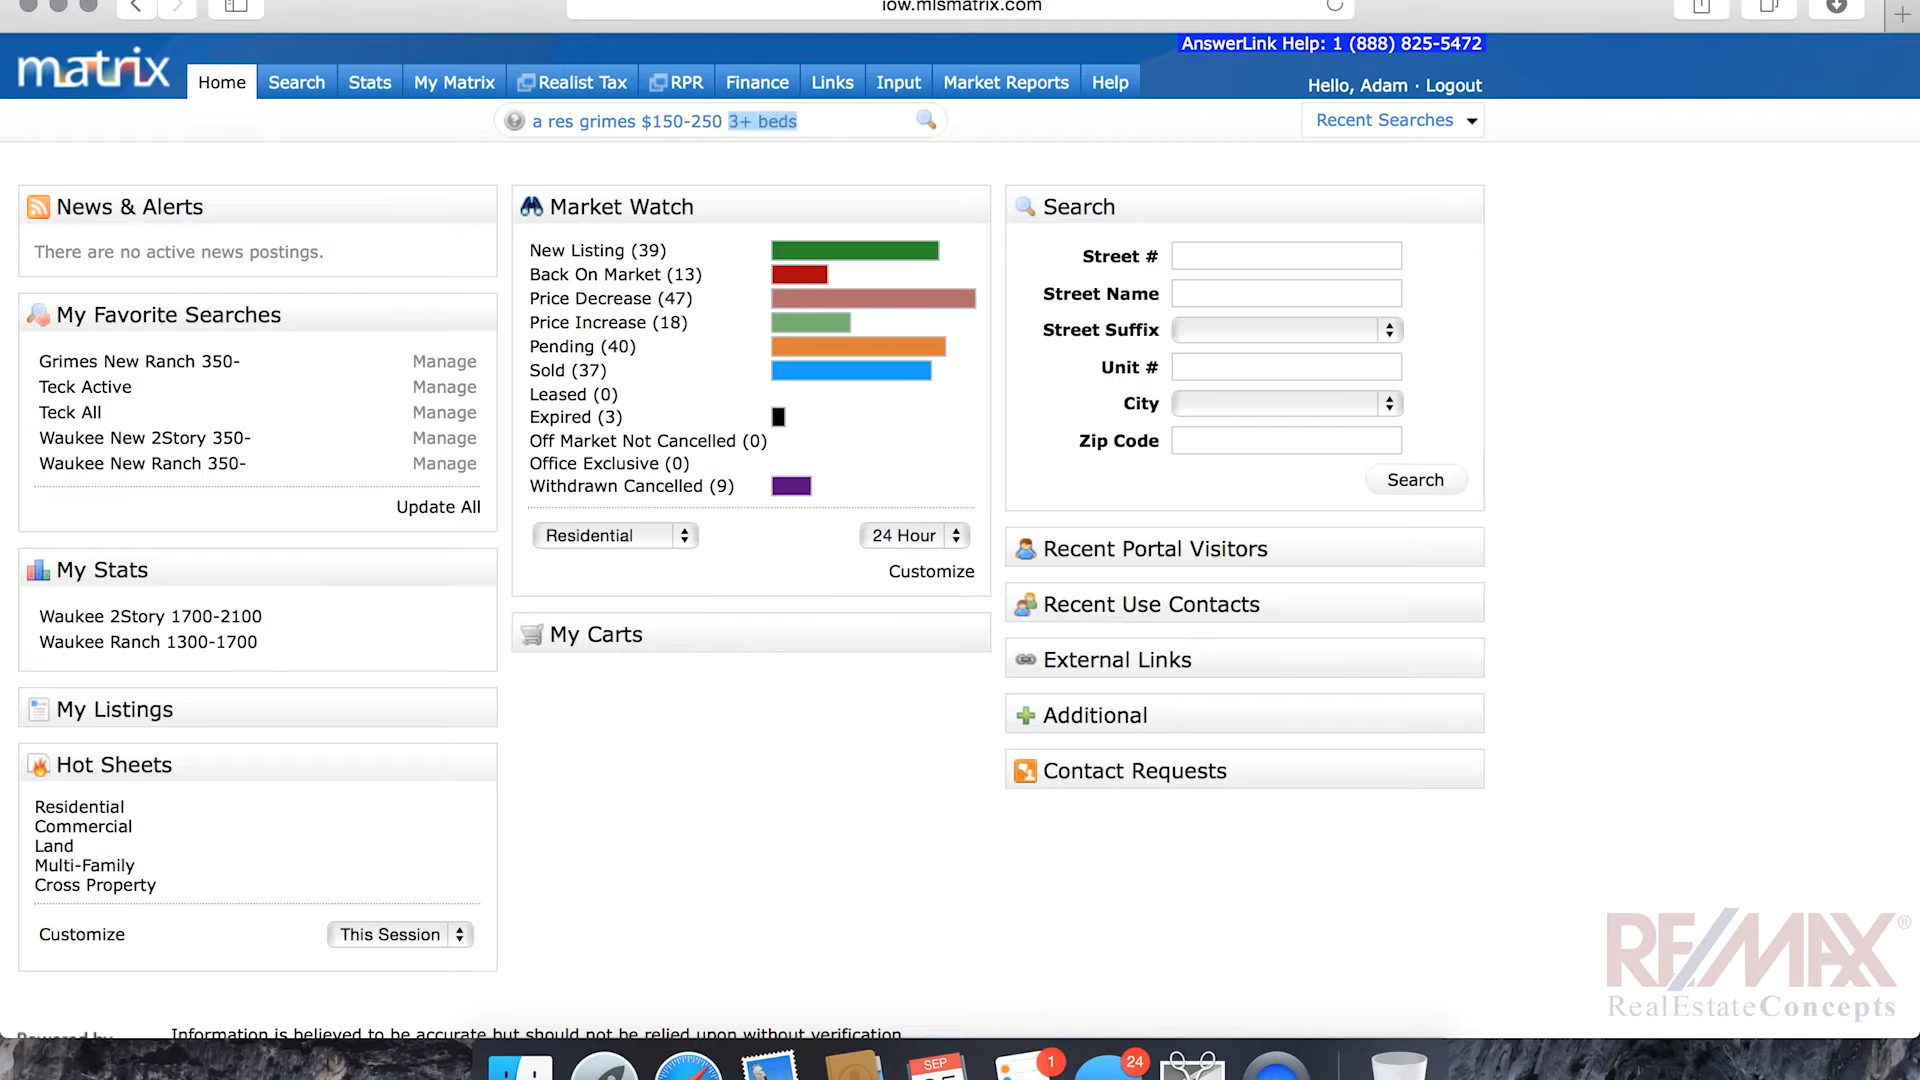 iow.mlsmatrix.com
AnswerLink Help: 1 (888) 825-5472
matrix
Home Search Stats My Matrix Realist Tax RPR Finance Links Input Market Reports Help
Hello, Adam · Logout
a res grimes $150-250 3+ beds
Recent Searches
News & Alerts
There are no active news postings.
My Favorite Searches
Grimes New Ranch 350- Manage
Teck Active Manage
Teck All Manage
Waukee New 2Story 350- Manage
Waukee New Ranch 350- Manage
Update All
My Stats
Waukee 2Story 1700-2100
Waukee Ranch 1300-1700
My Listings
Hot Sheets
Residential
Commercial
Land
Multi-Family
Cross Property
Customize This Session
Market Watch
New Listing (39)
Back On Market (13)
Price Decrease (47)
Price Increase (18)
Pending (40)
Sold (37)
Leased (0)
Expired (3)
Off Market Not Cancelled (0)
Office Exclusive (0)
Withdrawn Cancelled (9)
Residential 24 Hour
Customize
My Carts
Search
Street #
Street Name
Street Suffix
Unit #
City
Zip Code
Search
Recent Portal Visitors
Recent Use Contacts
External Links
Additional
Contact Requests
RE/MAX®
RealEstateConcepts
Powered by
Information is believed to be accurate but should not be relied upon without verification.
SEP
1
24